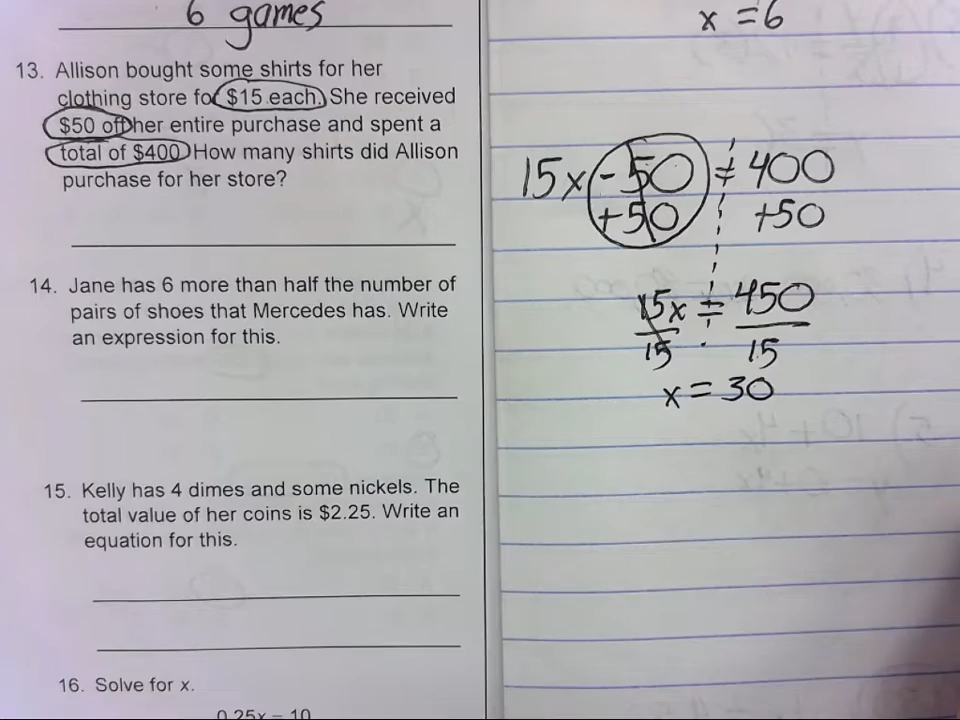 6 games
13. Allison bought some shirts for her
clothing store for $15 each. She received
$50 off her entire purchase and spent a
total of $400 How many shirts did Allison
purchase for her store?
14. Jane has 6 more than half the number of
pairs of shoes that Mercedes has. Write
an expression for this.
15. Kelly has 4 dimes and some nickels. The
total value of her coins is $2.25. Write an
equation for this.
16. Solve for x.
0.25x – 10
x = 6
15x - 50 = 400
+50 +50
15x = 450
15 15
x = 30